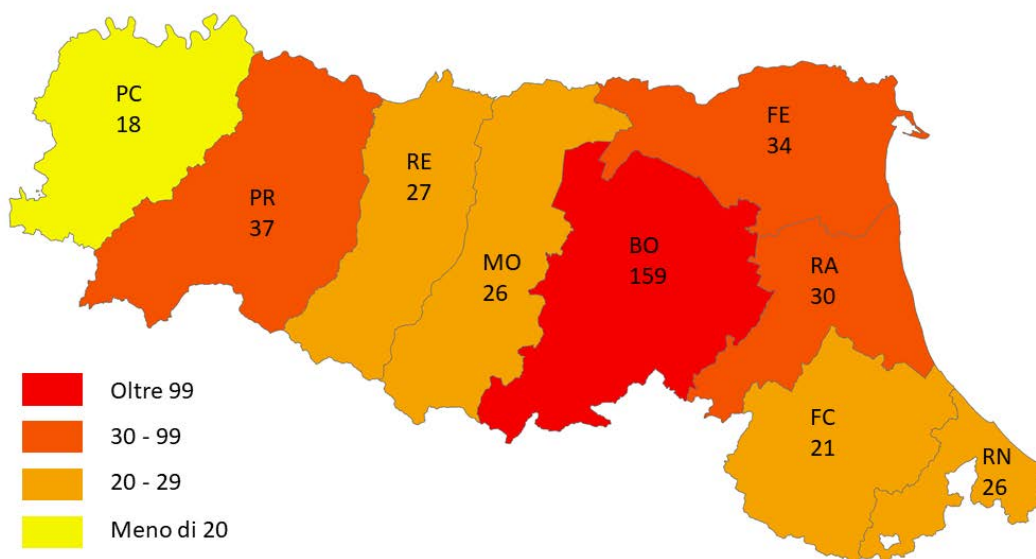 PC
18
PR
37
RE
27
MO
26
BO
159
FE
34
RA
30
FC
21
RN
26
Oltre 99
30 - 99
20 - 29
Meno di 20